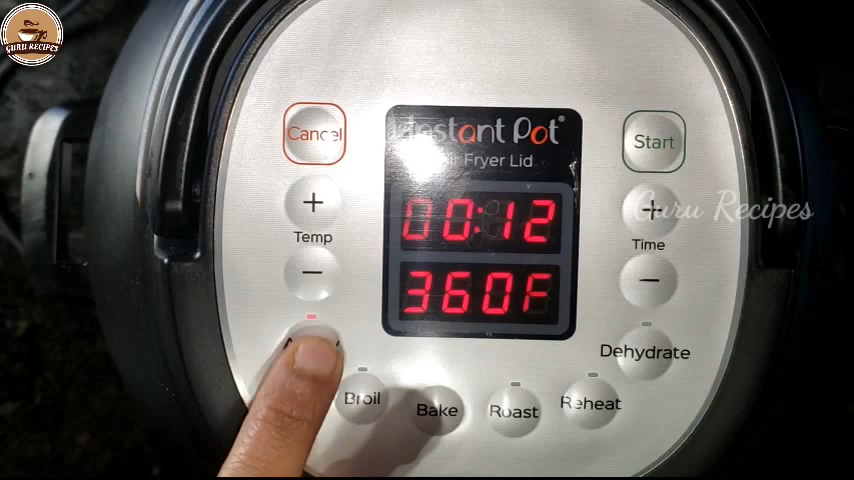 GURU RECIPES
Cancel
Instant Pot®
Air Fryer Lid
Start
+
00:12
+
Guru Recipes
Temp
Time
−
360F
−
Dehydrate
Broil
Bake
Roast
Reheat